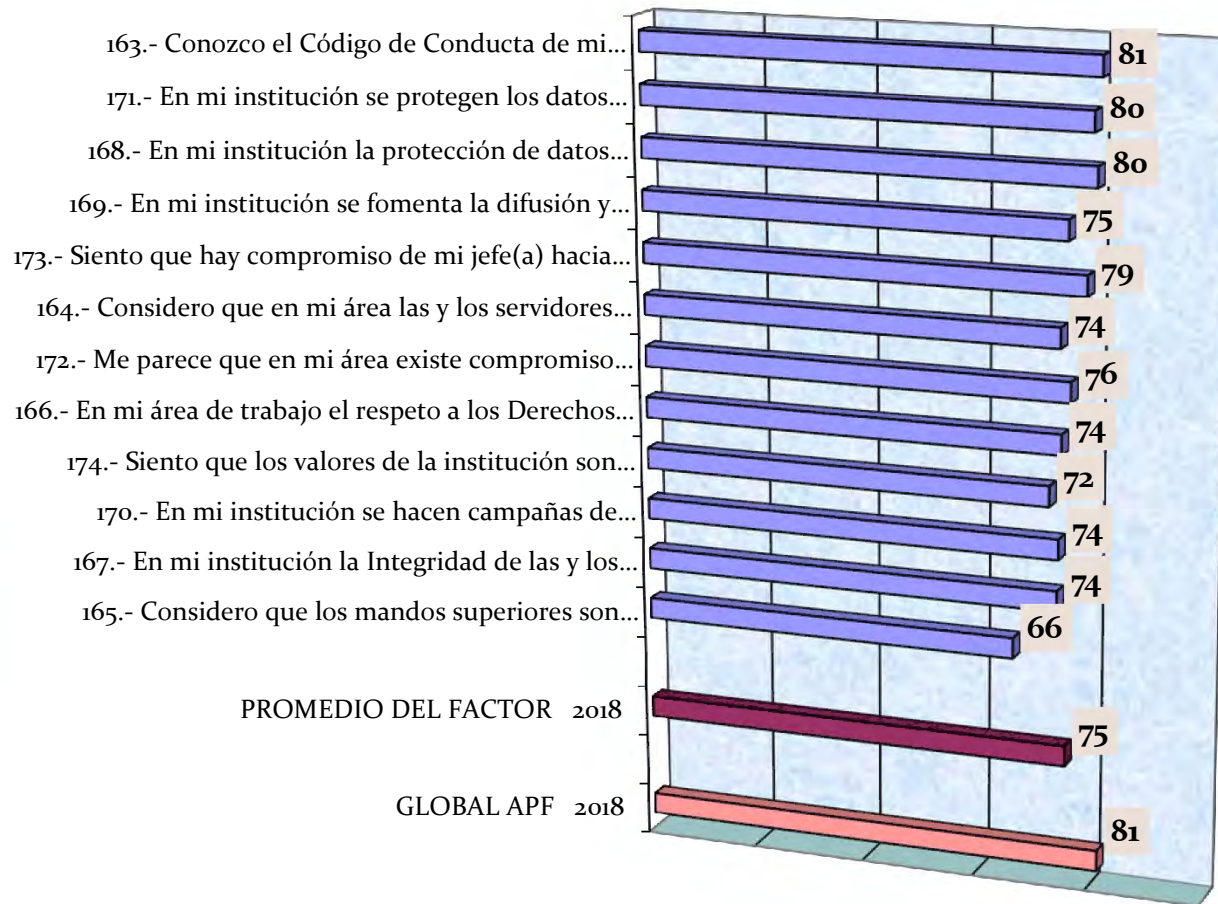 163.- Conozco el Código de Conducta de mi... 81
171.- En mi institución se protegen los datos... 80
168.- En mi institución la protección de datos... 80
169.- En mi institución se fomenta la difusión y... 75
173.- Siento que hay compromiso de mi jefe(a) hacia... 79
164.- Considero que en mi área las y los servidores... 74
172.- Me parece que en mi área existe compromiso... 76
166.- En mi área de trabajo el respeto a los Derechos... 74
174.- Siento que los valores de la institución son... 72
170.- En mi institución se hacen campañas de... 74
167.- En mi institución la Integridad de las y los... 74
165.- Considero que los mandos superiores son... 66
PROMEDIO DEL FACTOR 2018 75
GLOBAL APF 2018 81